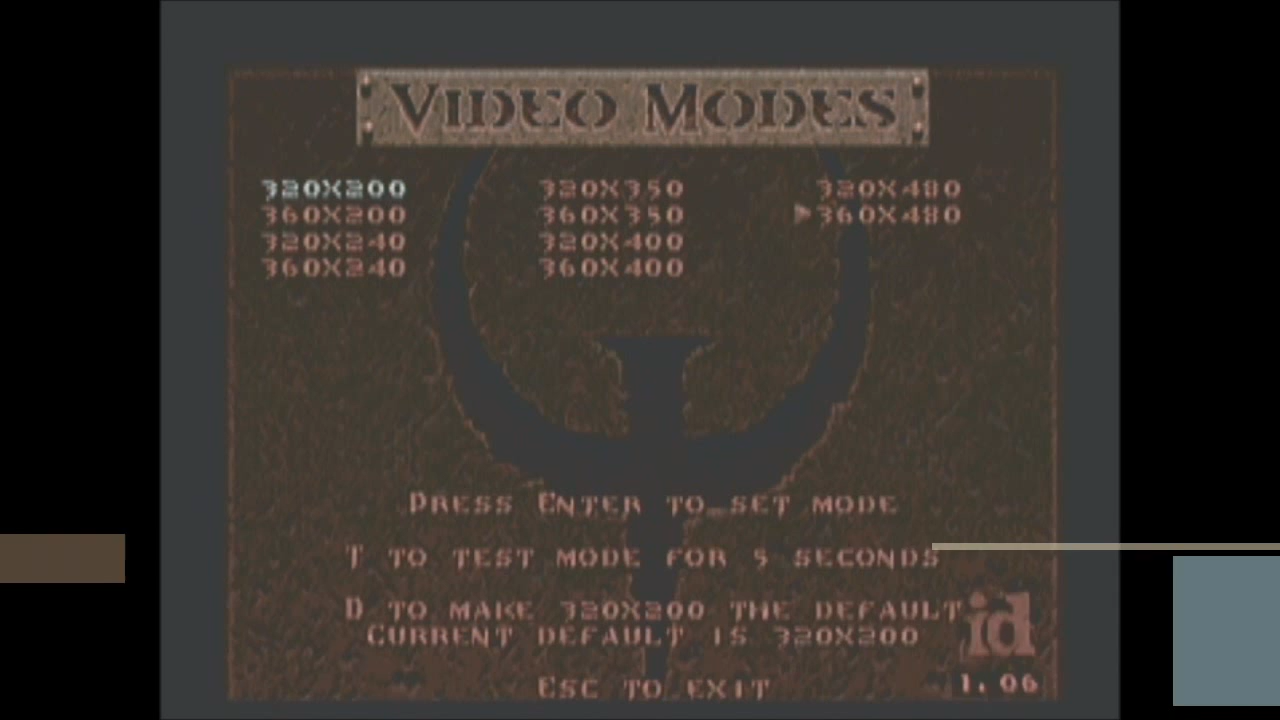 VIDEO MODES
320X200 320X350 320X480
360X200 360X350 360X480
320X240 320X400
360X240 360X400
PRESS ENTER TO SET MODE
T TO TEST MODE FOR 5 SECONDS
D TO MAKE 320X200 THE DEFAULT
CURRENT DEFAULT IS 320X200
id
ESC TO EXIT
1.06